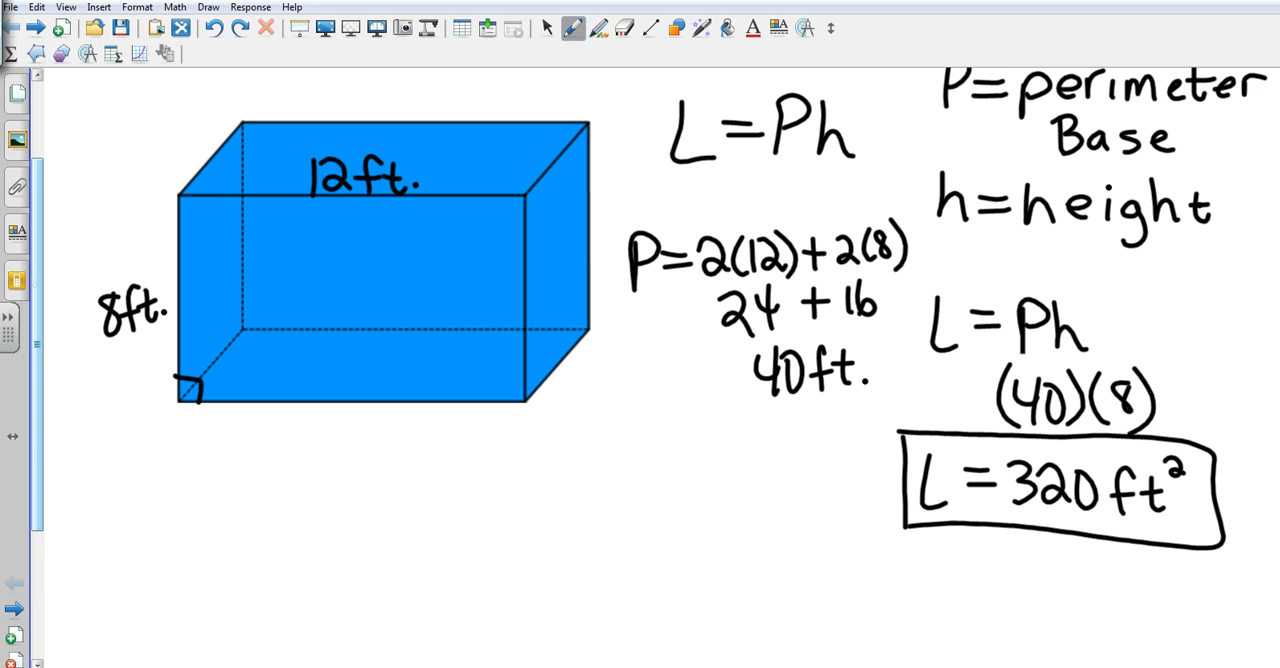 File Edit View Insert Format Math Draw Response Help
12ft.
8ft.
L=Ph
P=2(12)+2(8)
24 + 16
40ft.
P=perimeter
Base
h=height
L=Ph
(40)(8)
L=320ft²